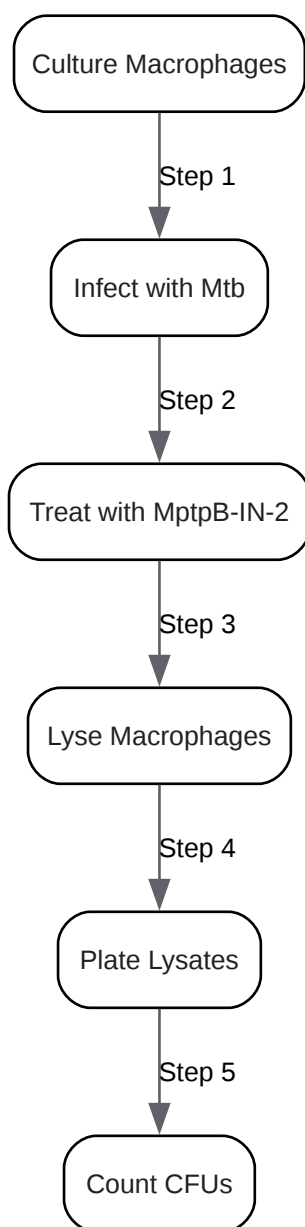 Culture Macrophages
Step 1
Infect with Mtb
Step 2
Treat with MptpB-IN-2
Step 3
Lyse Macrophages
Step 4
Plate Lysates
Step 5
Count CFUs